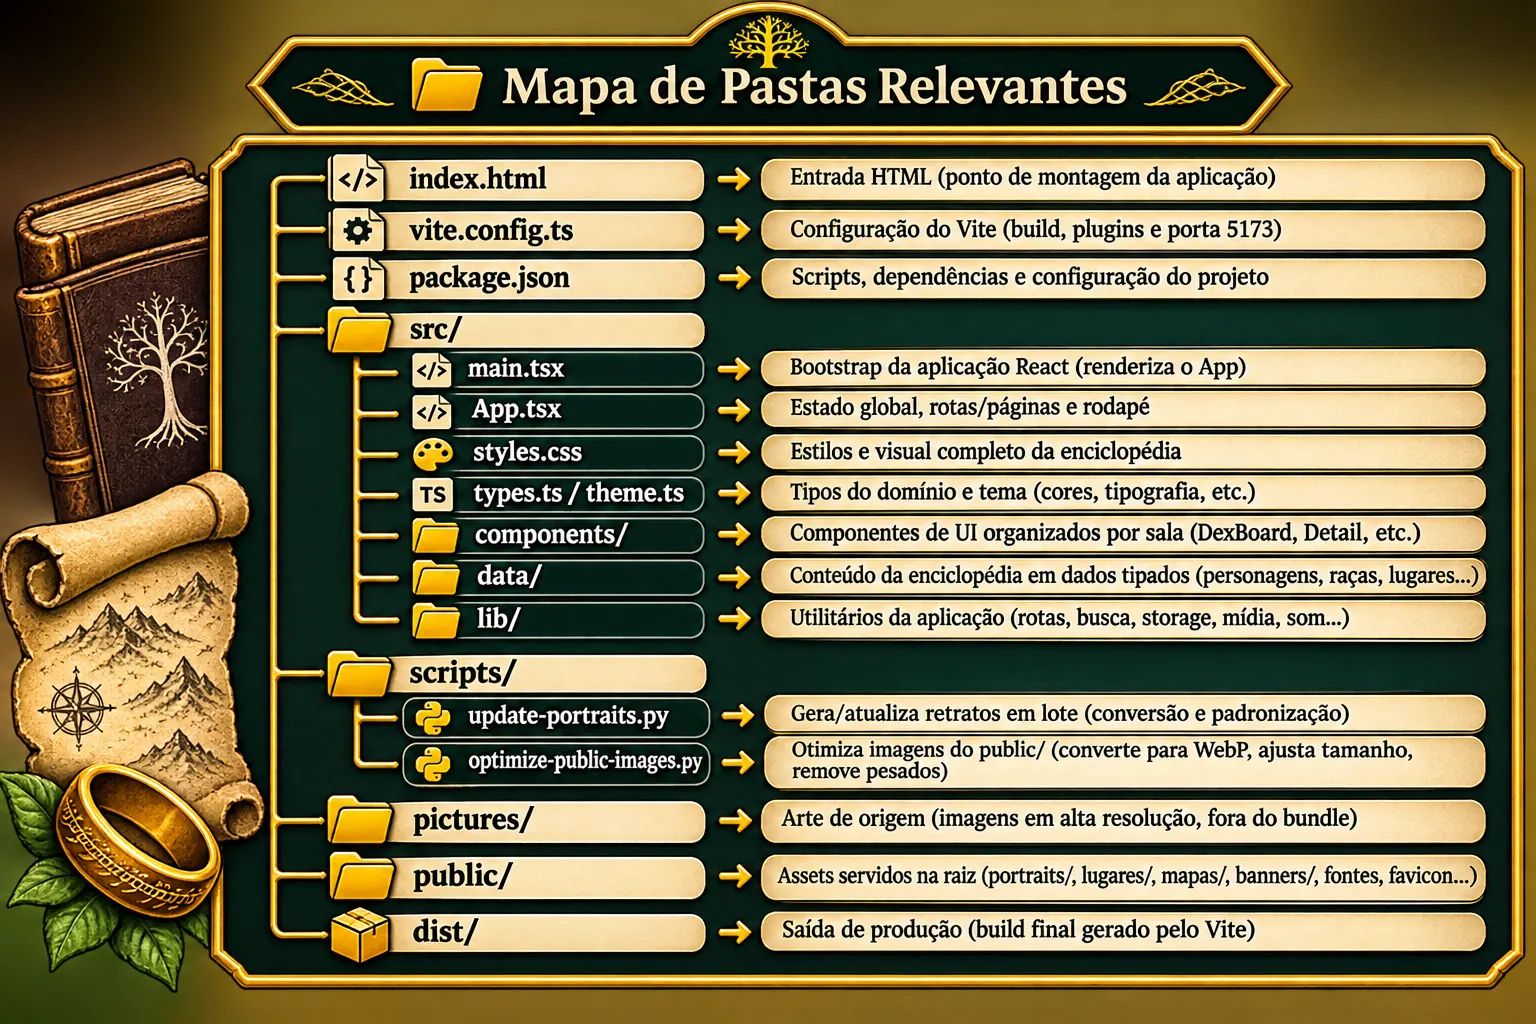 Mapa de Pastas Relevantes
</> index.html → Entrada HTML (ponto de montagem da aplicação)
vite.config.ts → Configuração do Vite (build, plugins e porta 5173)
{} package.json → Scripts, dependências e configuração do projeto
src/
</> main.tsx → Bootstrap da aplicação React (renderiza o App)
</> App.tsx → Estado global, rotas/páginas e rodapé
styles.css → Estilos e visual completo da enciclopédia
TS types.ts / theme.ts → Tipos do domínio e tema (cores, tipografia, etc.)
components/ → Componentes de UI organizados por sala (DexBoard, Detail, etc.)
data/ → Conteúdo da enciclopédia em dados tipados (personagens, raças, lugares...)
lib/ → Utilitários da aplicação (rotas, busca, storage, mídia, som...)
scripts/
update-portraits.py → Gera/atualiza retratos em lote (conversão e padronização)
optimize-public-images.py → Otimiza imagens do public/ (converte para WebP, ajusta tamanho,
remove pesados)
pictures/ → Arte de origem (imagens em alta resolução, fora do bundle)
public/ → Assets servidos na raiz (portraits/, lugares/, mapas/, banners/, fontes, favicon...)
dist/ → Saída de produção (build final gerado pelo Vite)